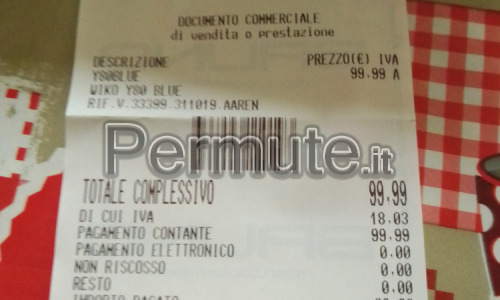 DOCUMENTO COMMERCIALE
di vendita o prestazione
DESCRIZIONE PREZZO(€) IVA
Y80BLUE 99.99 A
WIKO Y80 BLUE
RIF.V.33399.311019.AAREN
Permute.it
TOTALE COMPLESSIVO 99.99
DI CUI IVA 18.03
PAGAMENTO CONTANTE 99.99
PAGAMENTO ELETTRONICO 0.00
NON RISCOSSO 0.00
RESTO 0.00
IMPORTO PAGATO